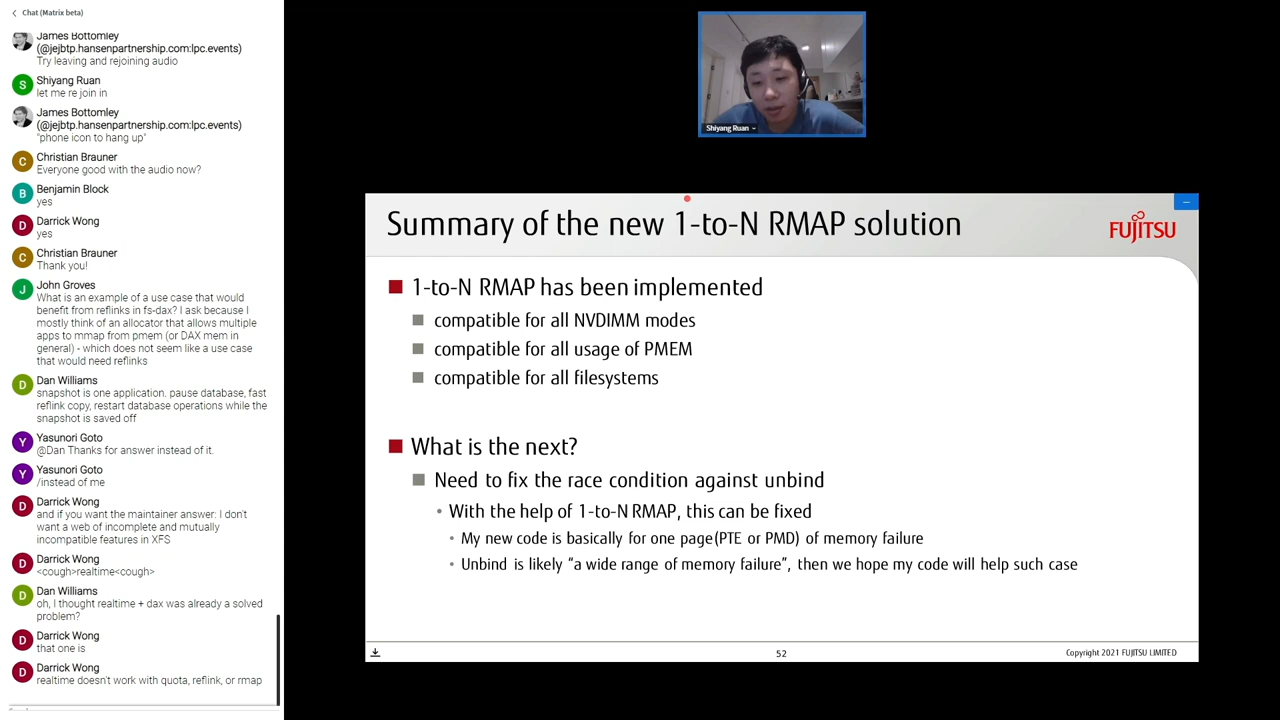 Chat (Matrix beta)
James Bottomley
(@jejbtp.hansenpartnership.com:lpc.events)
Try leaving and rejoining audio
S
Shiyang Ruan
let me re join in
James Bottomley
(@jejbtp.hansenpartnership.com:lpc.events)
"phone icon to hang up"
C
Christian Brauner
Everyone good with the audio now?
B
Benjamin Block
yes
D
Darrick Wong
yes
C
Christian Brauner
Thank you!
J
John Groves
What is an example of a use case that would
benefit from reflinks in fs-dax? I ask because I
mostly think of an allocator that allows multiple
apps to mmap from pmem (or DAX mem in
general) - which does not seem like a use case
that would need reflinks
D
Dan Williams
snapshot is one application. pause database, fast
reflink copy, restart database operations while the
snapshot is saved off
Y
Yasunori Goto
@Dan Thanks for answer instead of it.
Y
Yasunori Goto
/instead of me
D
Darrick Wong
and if you want the maintainer answer: I don't
want a web of incomplete and mutually
incompatible features in XFS
D
Darrick Wong
<cough>realtime<cough>
D
Dan Williams
oh, I thought realtime + dax was already a solved
problem?
D
Darrick Wong
that one is
D
Darrick Wong
realtime doesn't work with quota, reflink, or rmap
Shiyang Ruan
Summary of the new 1-to-N RMAP solution
FUJITSU
1-to-N RMAP has been implemented
compatible for all NVDIMM modes
compatible for all usage of PMEM
compatible for all filesystems
What is the next?
Need to fix the race condition against unbind
• With the help of 1-to-N RMAP, this can be fixed
• My new code is basically for one page(PTE or PMD) of memory failure
• Unbind is likely “a wide range of memory failure”, then we hope my code will help such case
52
Copyright 2021 FUJITSU LIMITED